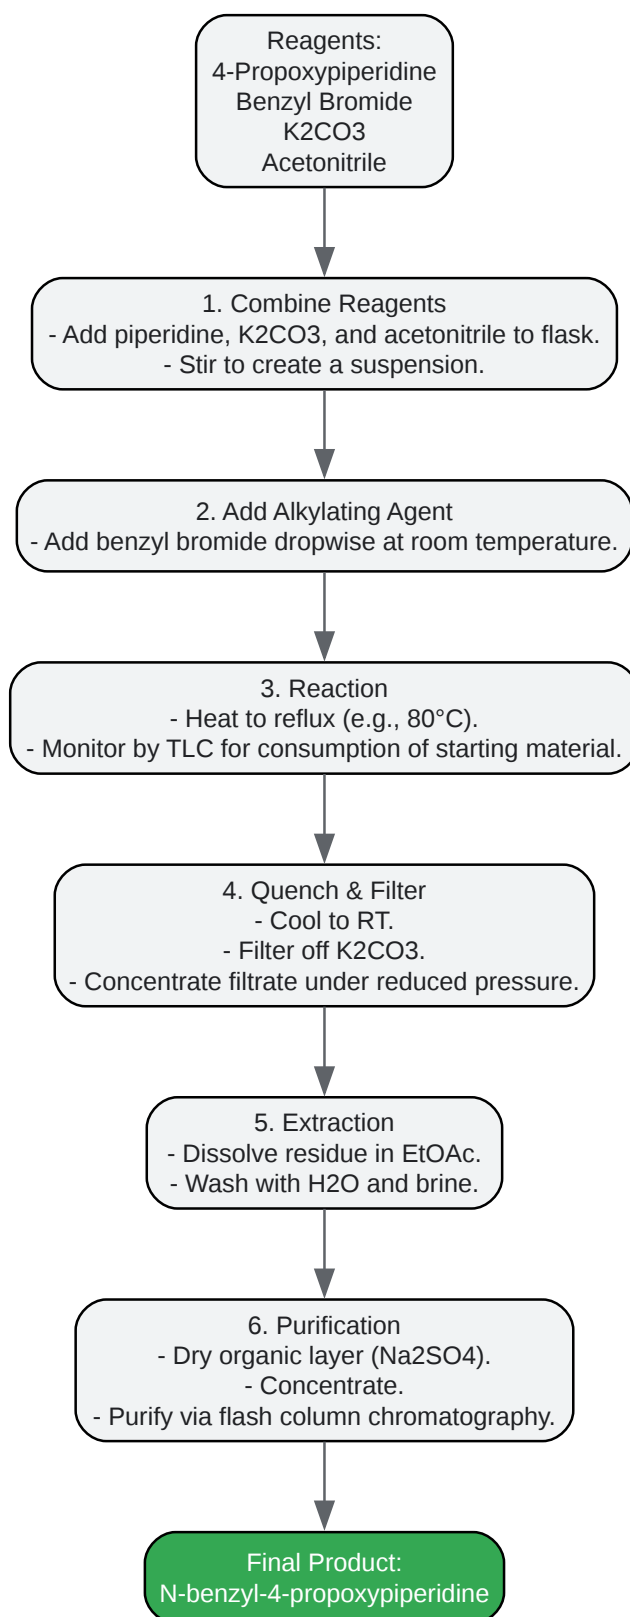 Reagents:
4-Propoxypiperidine
Benzyl Bromide
K2CO3
Acetonitrile
1. Combine Reagents
- Add piperidine, K2CO3, and acetonitrile to flask.
- Stir to create a suspension.
2. Add Alkylating Agent
- Add benzyl bromide dropwise at room temperature.
3. Reaction
- Heat to reflux (e.g., 80°C).
- Monitor by TLC for consumption of starting material.
4. Quench & Filter
- Cool to RT.
- Filter off K2CO3.
- Concentrate filtrate under reduced pressure.
5. Extraction
- Dissolve residue in EtOAc.
- Wash with H2O and brine.
6. Purification
- Dry organic layer (Na2SO4).
- Concentrate.
- Purify via flash column chromatography.
Final Product:
N-benzyl-4-propoxypiperidine